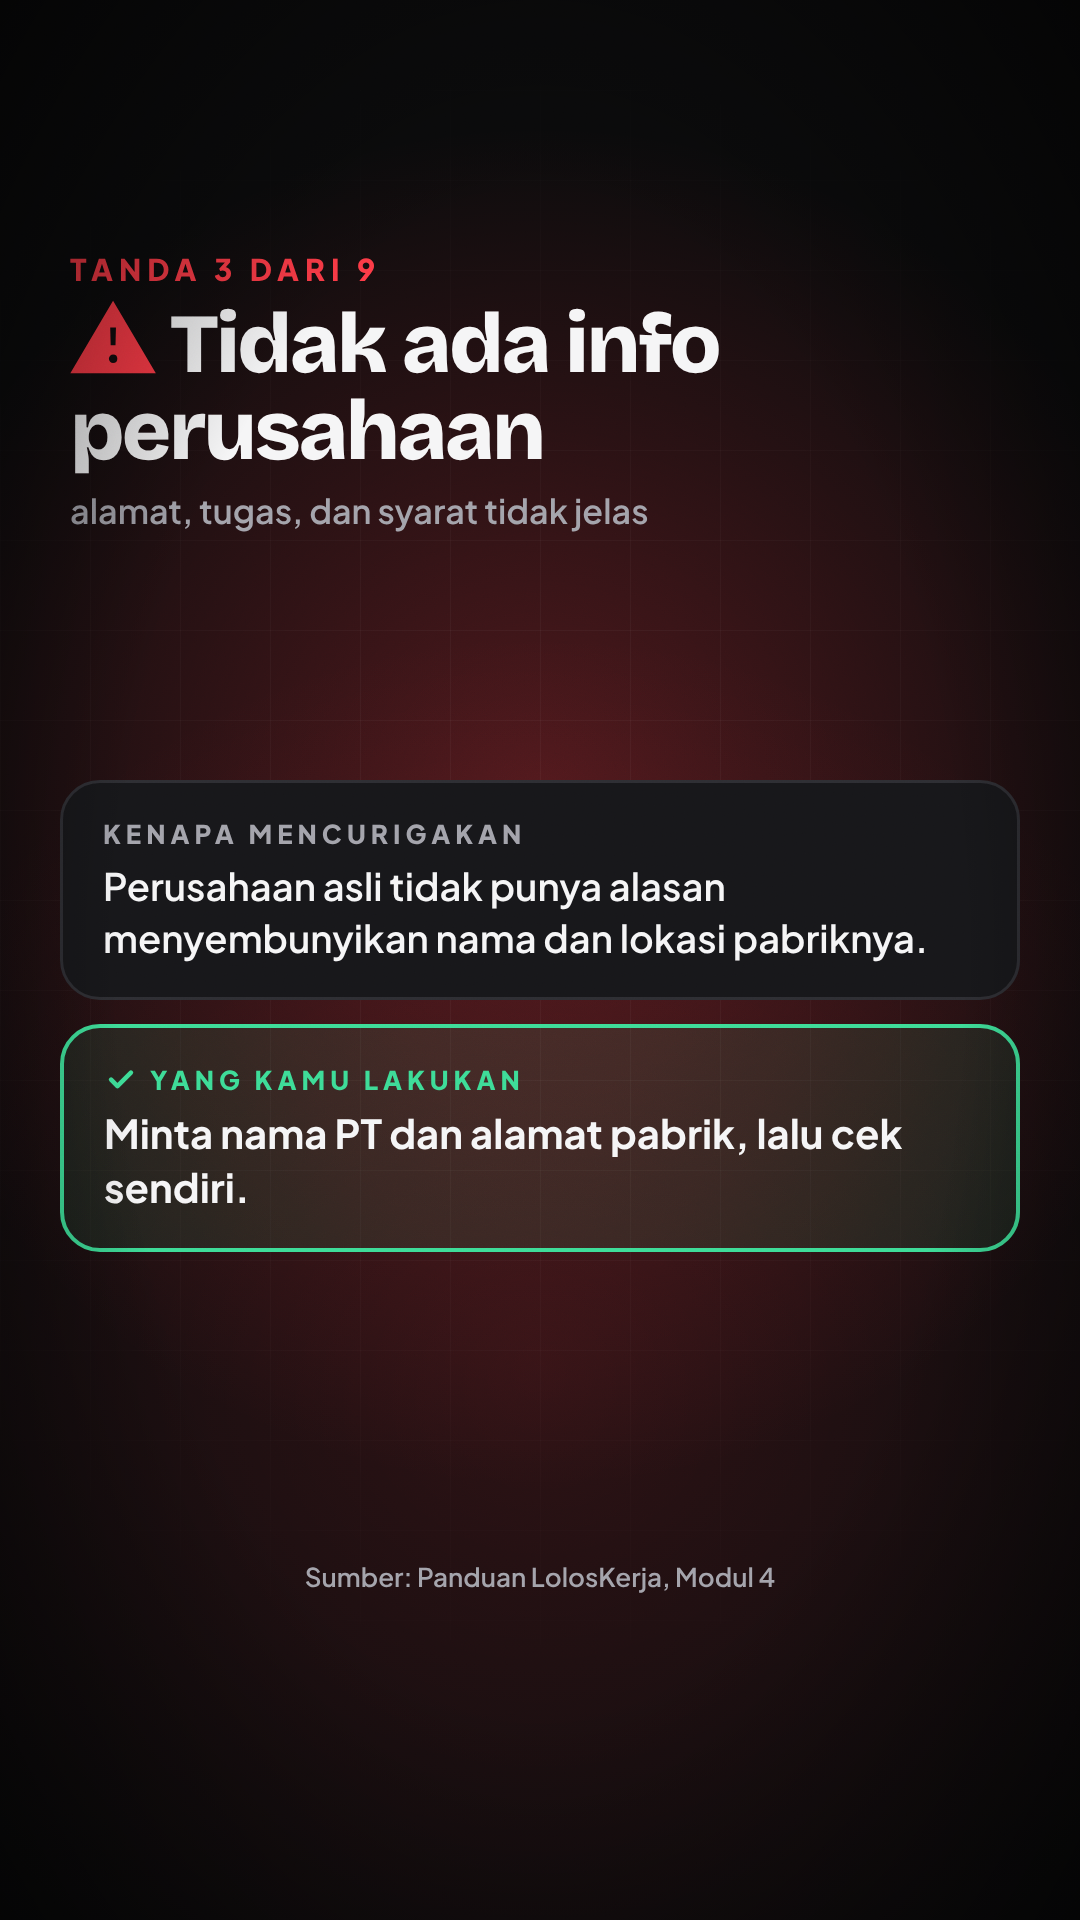 TANDA 3 DARI 9
Tidak ada info
perusahaan
alamat, tugas, dan syarat tidak jelas
KENAPA MENCURIGAKAN
Perusahaan asli tidak punya alasan
menyembunyikan nama dan lokasi pabriknya.
YANG KAMU LAKUKAN
Minta nama PT dan alamat pabrik, lalu cek
sendiri.
Sumber: Panduan LolosKerja, Modul 4